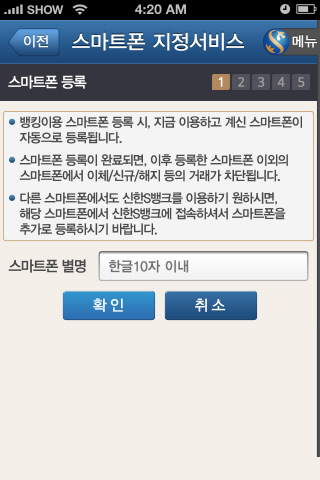 SHOW 4:20 AM
이전 스마트폰 지정서비스 메뉴
스마트폰 등록 1 2 3 4 5
• 뱅킹이용 스마트폰 등록 시, 지금 이용하고 계신 스마트폰이
자동으로 등록됩니다.
• 스마트폰 등록이 완료되면, 이후 등록한 스마트폰 이외의
스마트폰에서 이체/신규/해지 등의 거래가 차단됩니다.
• 다른 스마트폰에서도 신한S뱅크를 이용하기 원하시면,
해당 스마트폰에서 신한S뱅크에 접속하셔서 스마트폰을
추가로 등록하시기 바랍니다.
스마트폰 별명 한글10자 이내
확인 취소